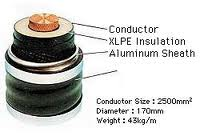 Conductor
XLPE Insulation
Aluminum Sheath
Conductor Size : 2500mm²
Diameter : 170mm
Weight : 43kg/m